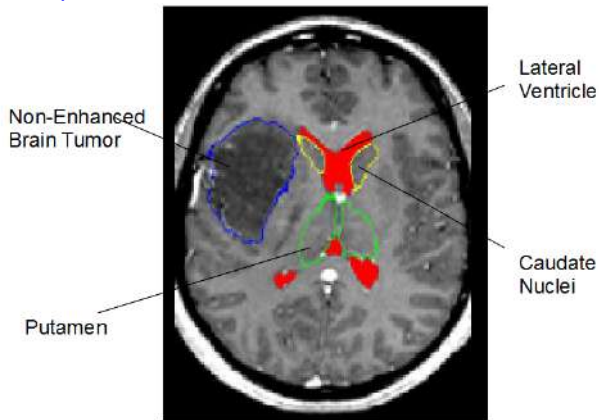 Lateral
Ventricle
Non-Enhanced
Brain Tumor
Caudate
Nuclei
Putamen